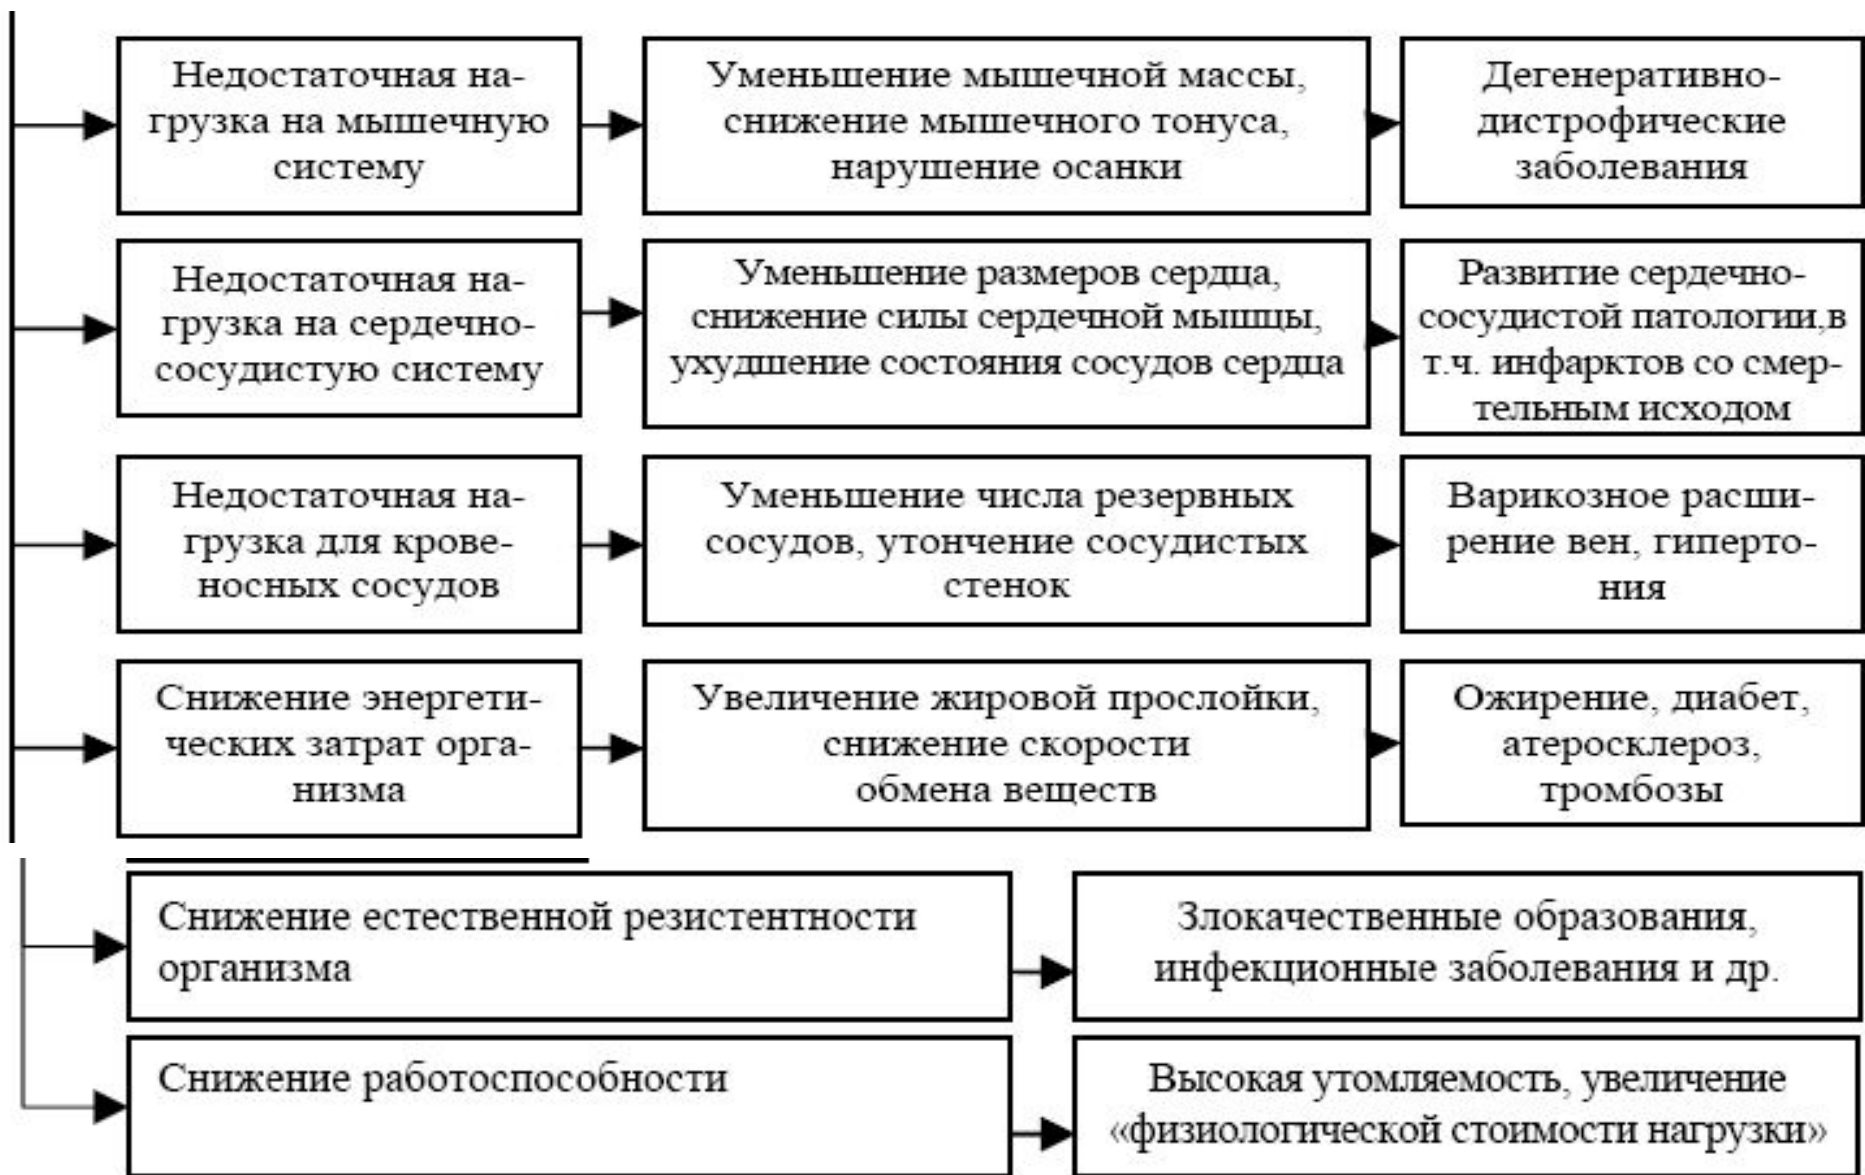 Недостаточная на-
грузка на мышечную
систему
Уменьшение мышечной массы,
снижение мышечного тонуса,
нарушение осанки
Дегенеративно-
дистрофические
заболевания
Недостаточная на-
грузка на сердечно-
сосудистую систему
Уменьшение размеров сердца,
снижение силы сердечной мышцы,
ухудшение состояния сосудов сердца
Развитие сердечно-
сосудистой патологии,в
т.ч. инфарктов со смер-
тельным исходом
Недостаточная на-
грузка для крове-
носных сосудов
Уменьшение числа резервных
сосудов, утончение сосудистых
стенок
Варикозное расши-
рение вен, гиперто-
ния
Снижение энергети-
ческих затрат орга-
низма
Увеличение жировой прослойки,
снижение скорости
обмена веществ
Ожирение, диабет,
атеросклероз,
тромбозы
Снижение естественной резистентности
организма
Злокачественные образования,
инфекционные заболевания и др.
Снижение работоспособности
Высокая утомляемость, увеличение
«физиологической стоимости нагрузки»